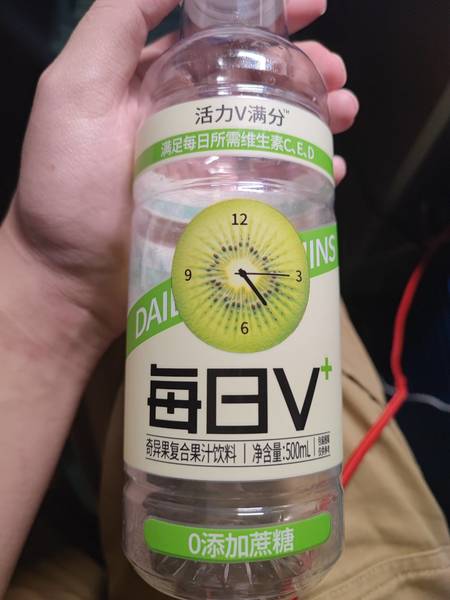 活力V满分™
满足每日所需维生素C、E、D
12
9
3
6
DAIL
INS
每日V+
奇异果复合果汁饮料 | 净含量:500mL
0添加蔗糖